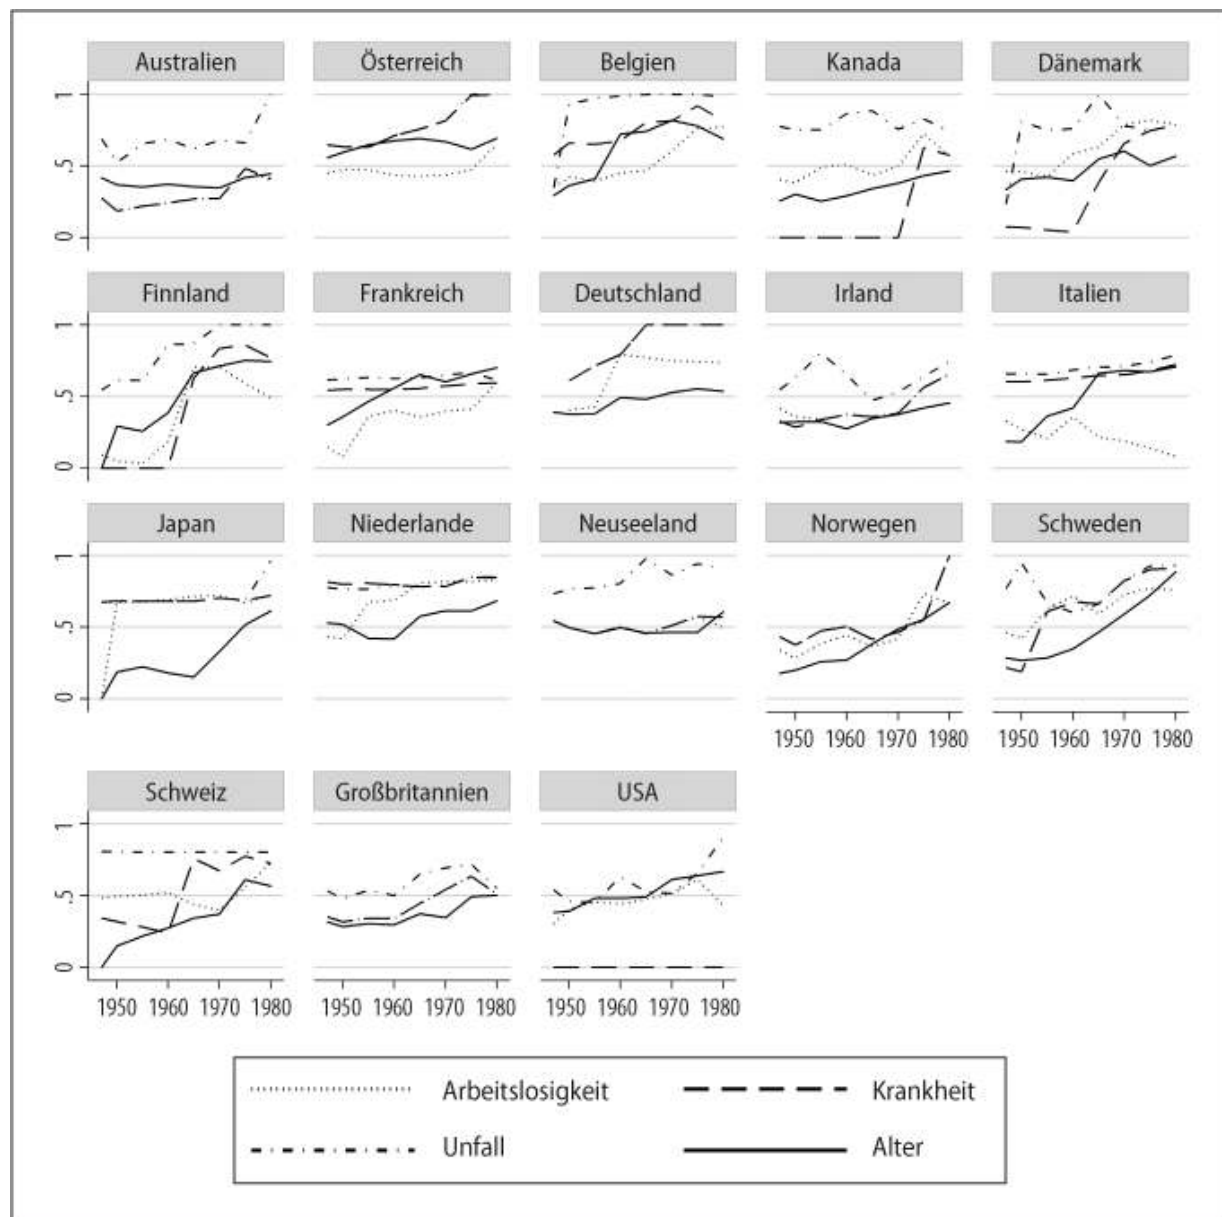 Australien Österreich Belgien Kanada Dänemark
1
.5
0
Finnland Frankreich Deutschland Irland Italien
1
.5
0
Japan Niederlande Neuseeland Norwegen Schweden
1
.5
0
1950 1960 1970 1980 1950 1960 1970 1980
Schweiz Großbritannien USA
1
.5
0
1950 1960 1970 1980 1950 1960 1970 1980 1950 1960 1970 1980
Arbeitslosigkeit Krankheit
Unfall Alter